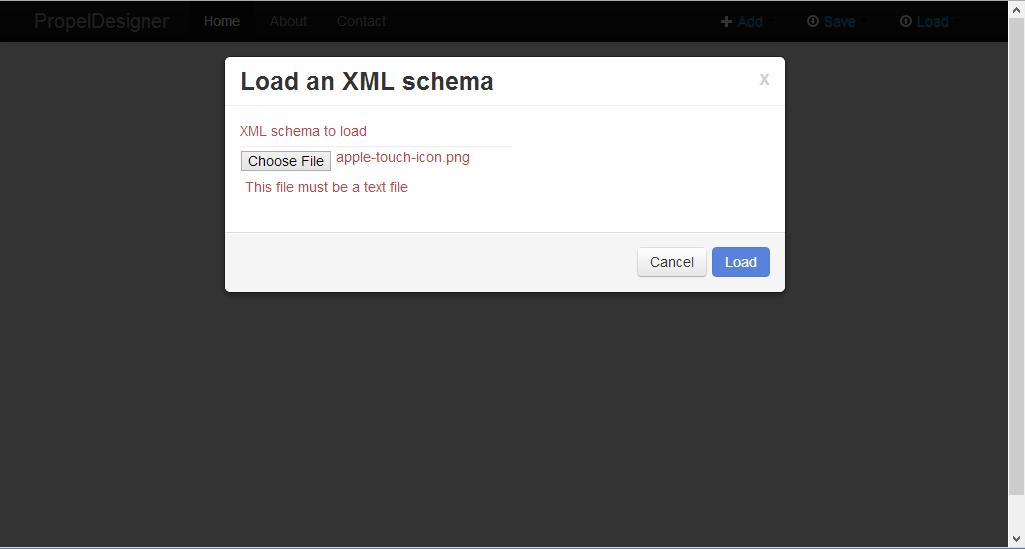 PropelDesigner Home About Contact Add Save Load
Load an XML schema x
XML schema to load
Choose File apple-touch-icon.png
This file must be a text file
Cancel Load